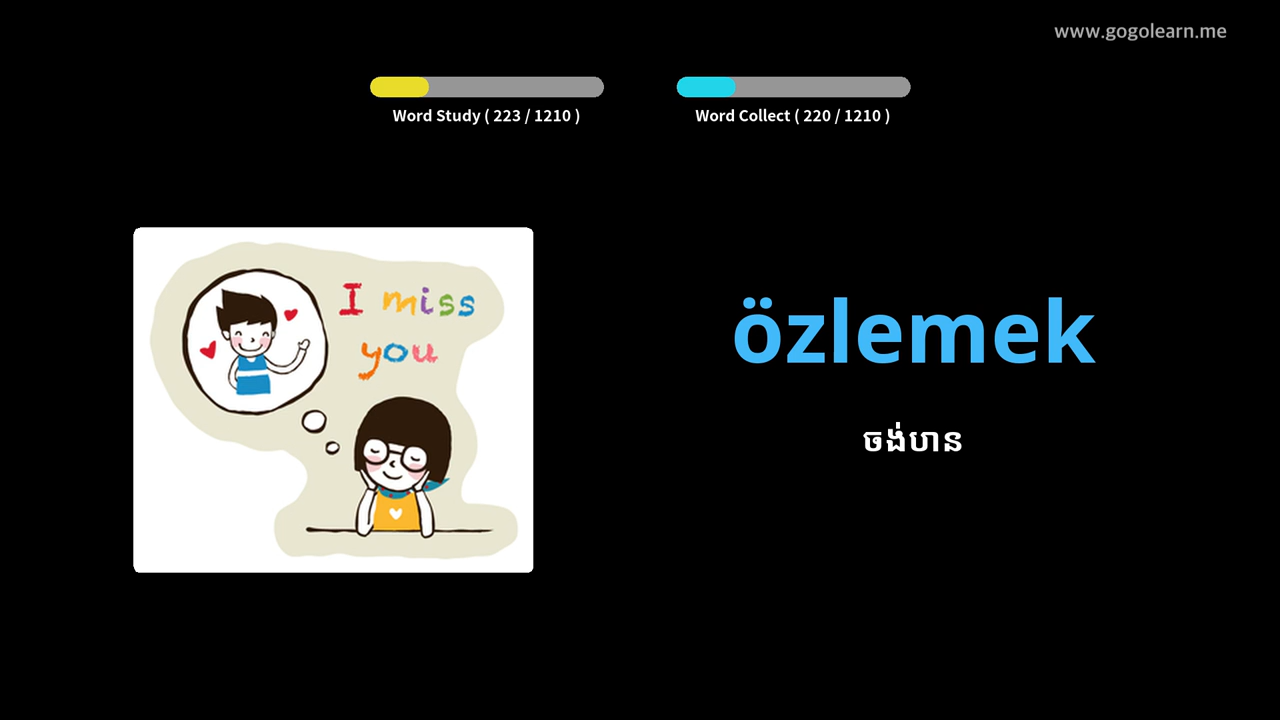 www.gogolearn.me
Word Study ( 223 / 1210 )
Word Collect ( 220 / 1210 )
I miss
you
özlemek
ចង់បាន